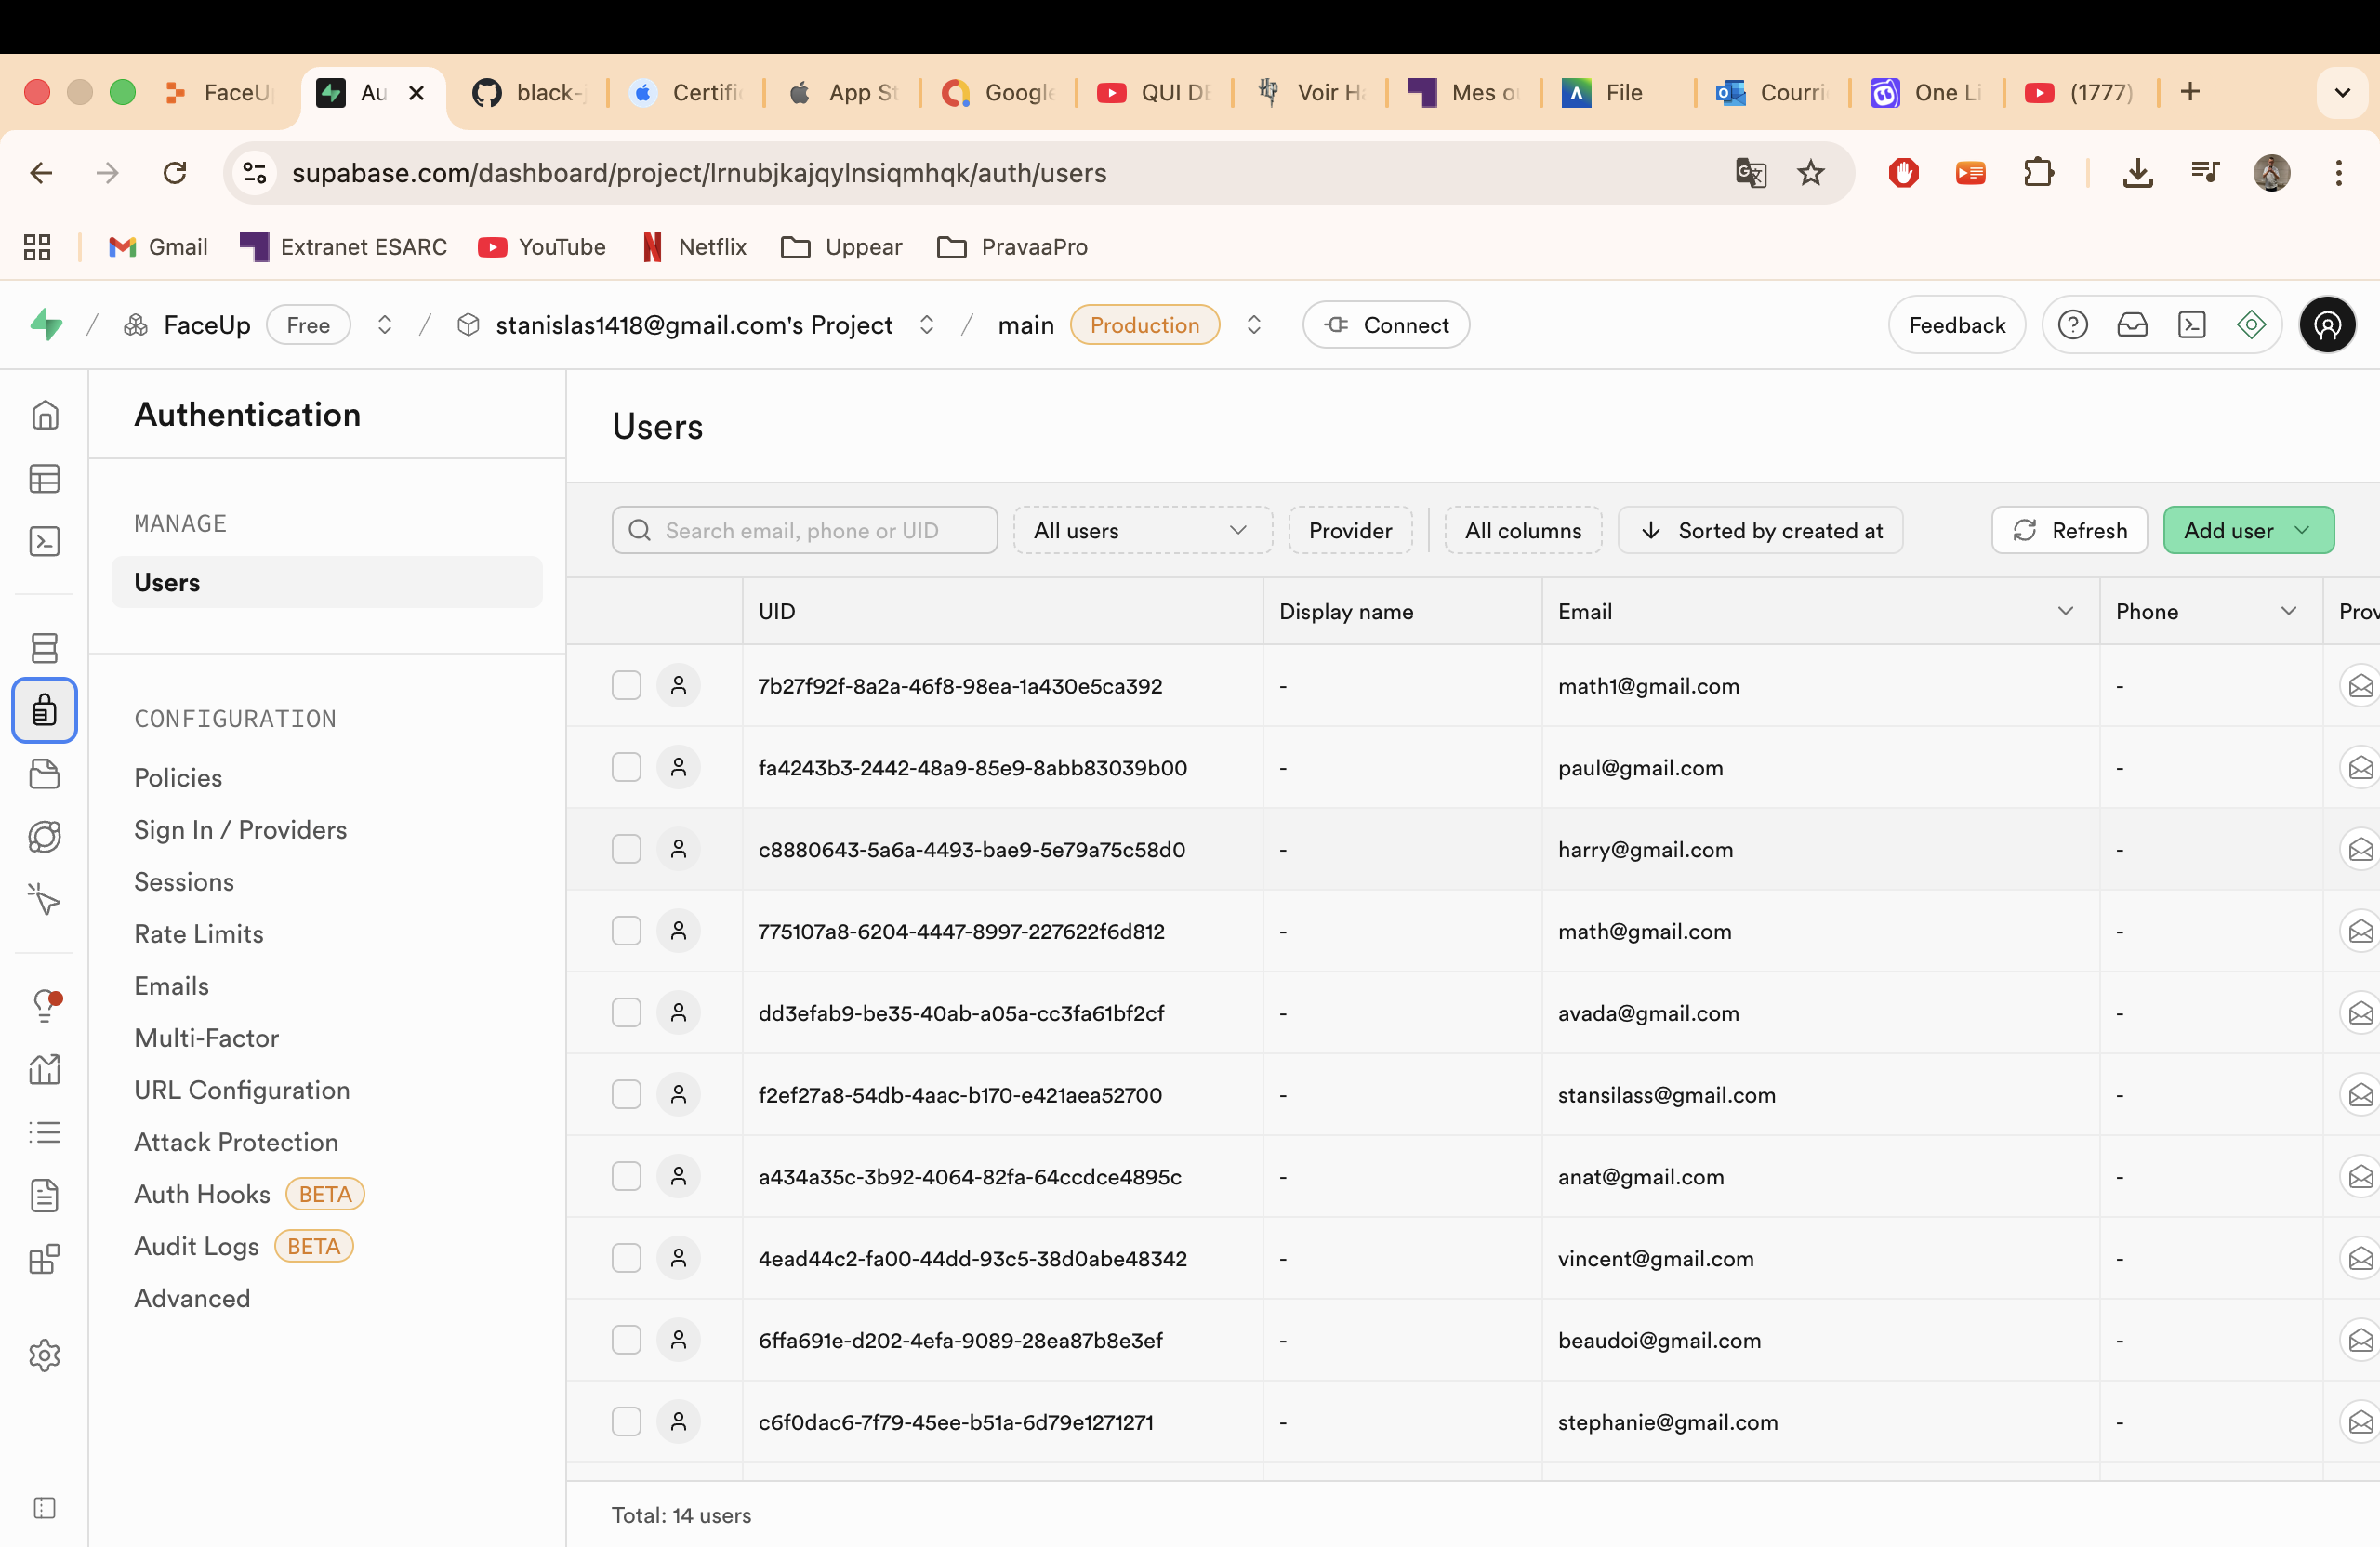 FaceU
Au
black-
Certifi
App St
Google
QUI DE
Voir Ha
Mes ou
File
Courri
One Li
(1777)
supabase.com/dashboard/project/lrnubjkajqylnsiqmhqk/auth/users
Gmail
Extranet ESARC
YouTube
Netflix
Uppear
PravaaPro
/ FaceUp Free / stanislas1418@gmail.com's Project / main Production Connect Feedback
Authentication
MANAGE
Users
CONFIGURATION
Policies
Sign In / Providers
Sessions
Rate Limits
Emails
Multi-Factor
URL Configuration
Attack Protection
Auth Hooks BETA
Audit Logs BETA
Advanced
Users
Search email, phone or UID All users Provider All columns Sorted by created at Refresh Add user
UID Display name Email Phone Prov
7b27f92f-8a2a-46f8-98ea-1a430e5ca392 - math1@gmail.com -
fa4243b3-2442-48a9-85e9-8abb83039b00 - paul@gmail.com -
c8880643-5a6a-4493-bae9-5e79a75c58d0 - harry@gmail.com -
775107a8-6204-4447-8997-227622f6d812 - math@gmail.com -
dd3efab9-be35-40ab-a05a-cc3fa61bf2cf - avada@gmail.com -
f2ef27a8-54db-4aac-b170-e421aea52700 - stansilass@gmail.com -
a434a35c-3b92-4064-82fa-64ccdce4895c - anat@gmail.com -
4ead44c2-fa00-44dd-93c5-38d0abe48342 - vincent@gmail.com -
6ffa691e-d202-4efa-9089-28ea87b8e3ef - beaudoi@gmail.com -
c6f0dac6-7f79-45ee-b51a-6d79e1271271 - stephanie@gmail.com -
Total: 14 users